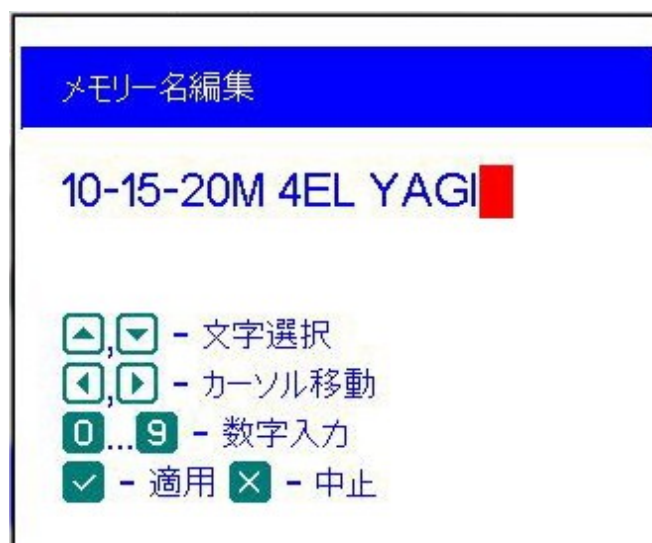 メモリー名編集
10-15-20M 4EL YAGI
, - 文字選択
, - カーソル移動
0...9 - 数字入力
- 適用 - 中止